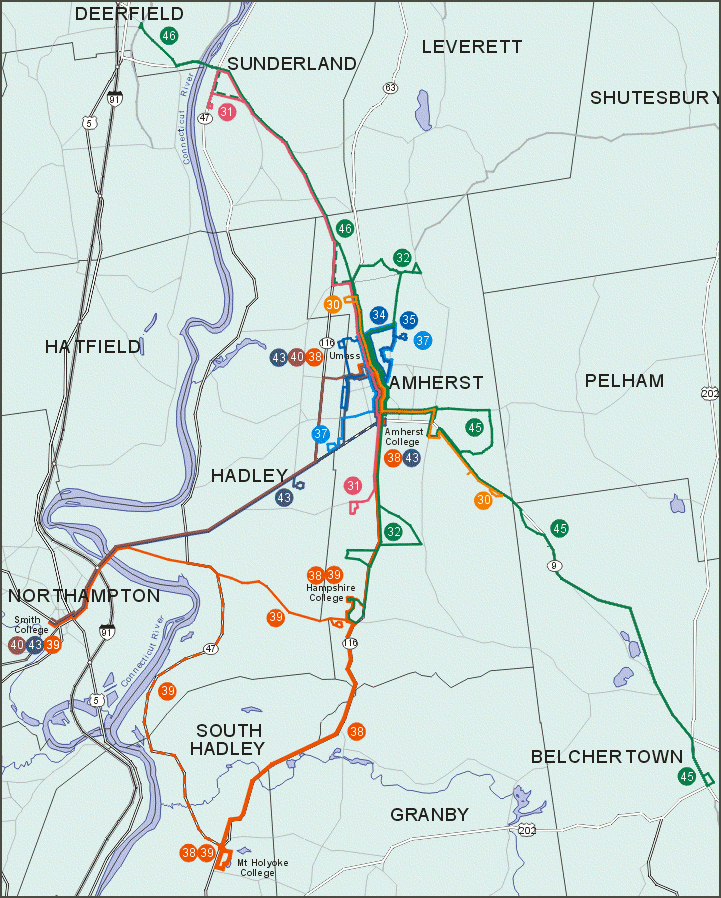 DEERFIELD
46
SUNDERLAND
LEVERETT
63
SHUTESBURY
91
5
Connecticut River
47
31
46
32
30
34
35
37
116
Umass
43 40 38
HATFIELD
AMHERST
PELHAM
202
37
Amherst
College
38 43
45
HADLEY
43
31
30
32
45
9
38 39
Hampshire
College
NORTHAMPTON
Smith
College
40 43 39
91
39
116
47
Connecticut River
5
39
SOUTH
HADLEY
38
BELCHERTOWN
45
GRANBY
202
38 39
Mt Holyoke
College